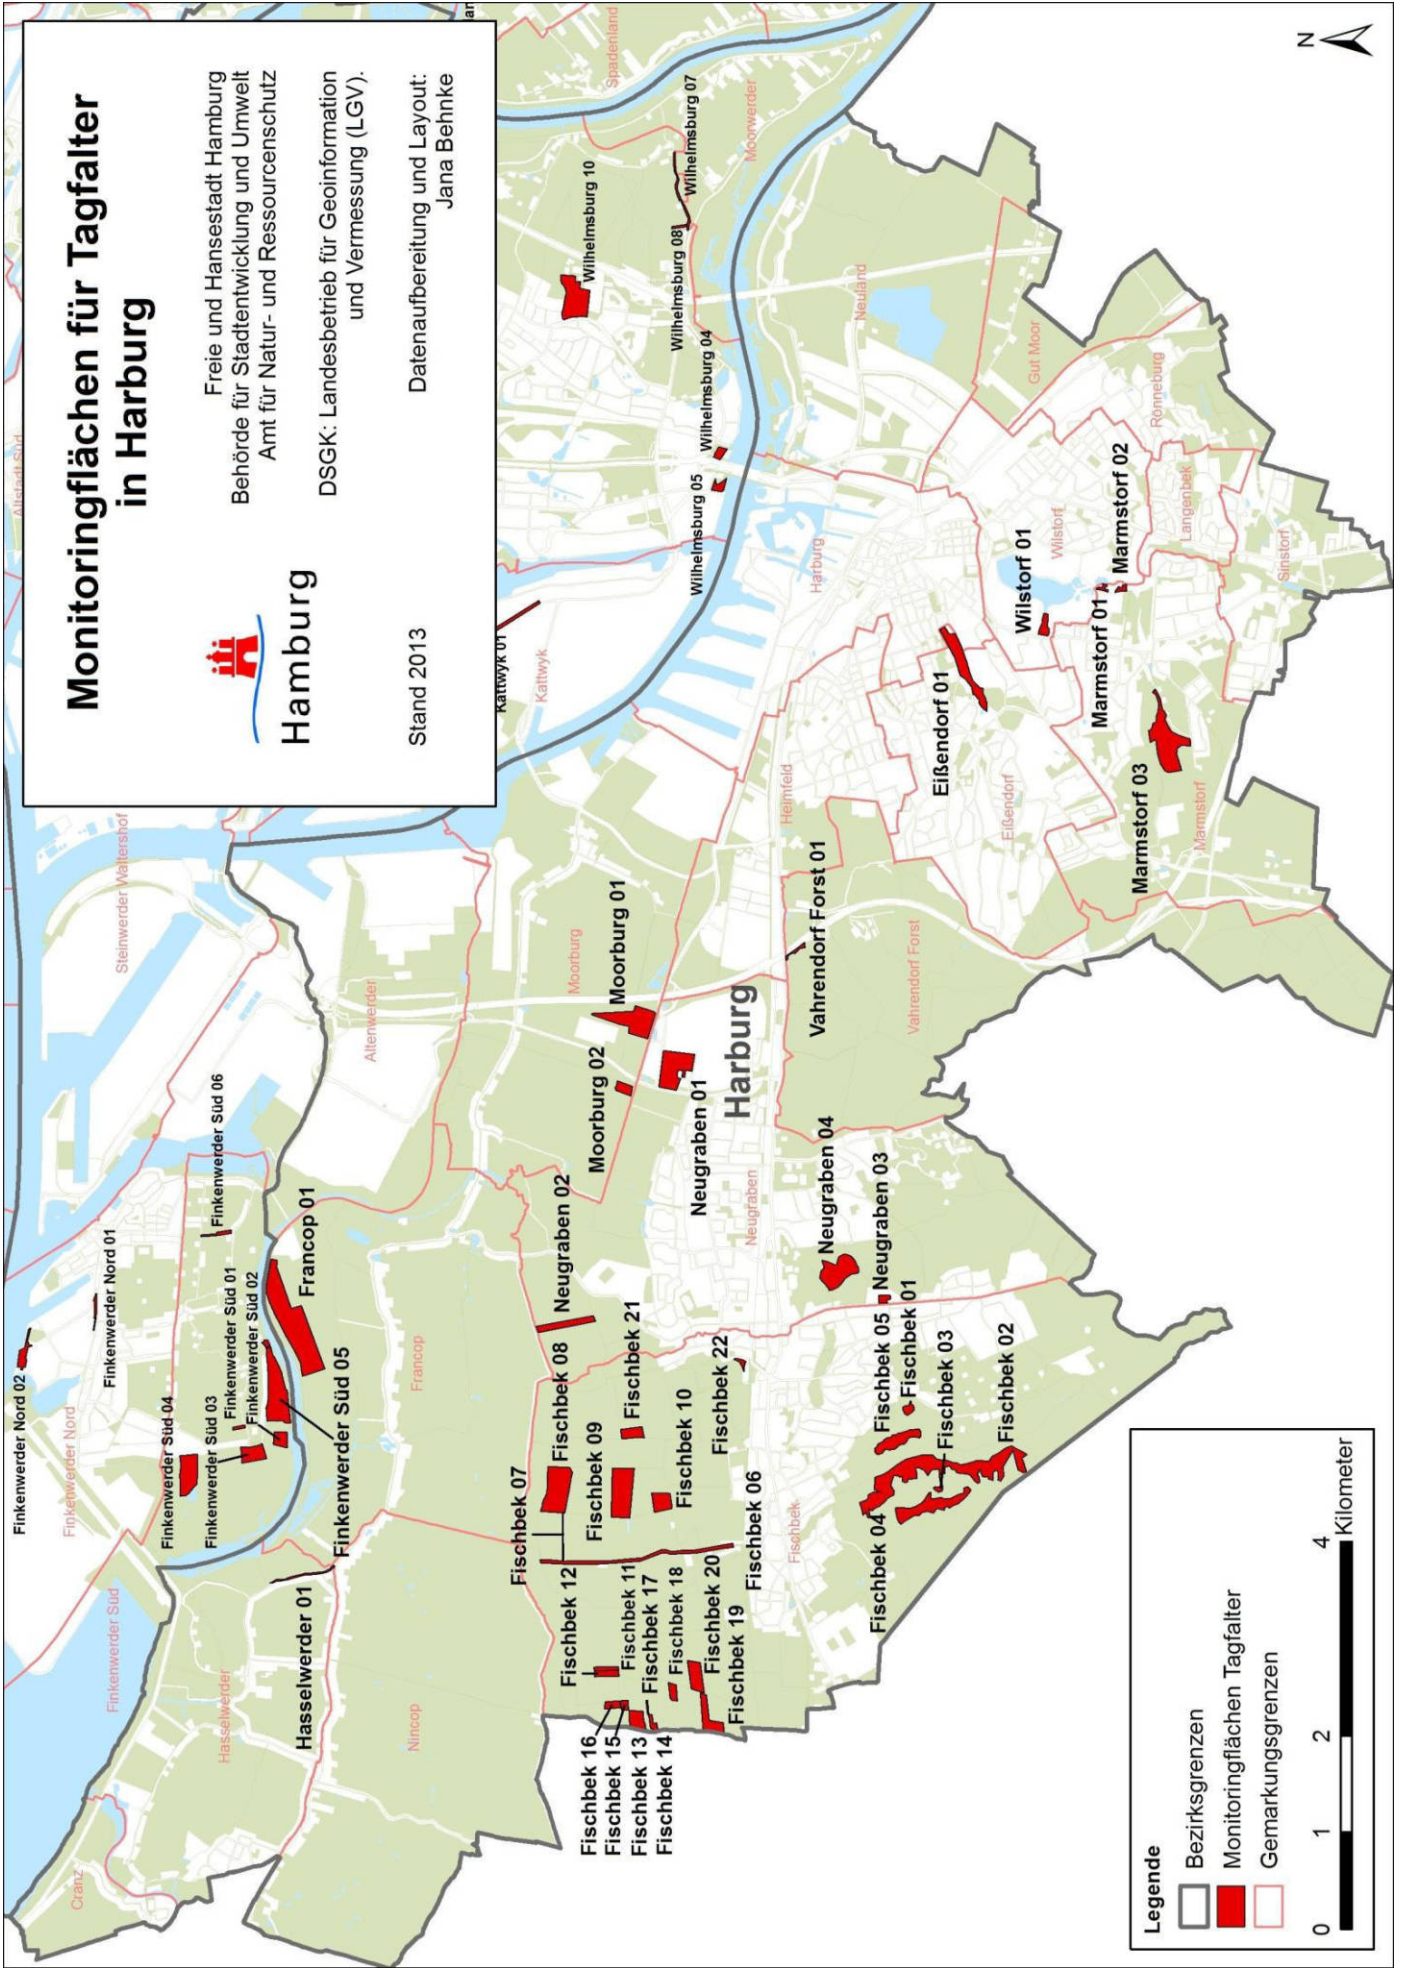 Monitoringflächen für Tagfalter
in Harburg
Freie und Hansestadt Hamburg
Behörde für Stadtentwicklung und Umwelt
Amt für Natur- und Ressourcenschutz
DSGK: Landesbetrieb für Geoinformation
und Vermessung (LGV).
Datenaufbereitung und Layout:
Jana Behnke
Hamburg
Stand 2013
N
Altstadt Süd
Spadenland
Moorwerder
Wilhelmsburg 07
Wilhelmsburg 10
Wilhelmsburg 08
Wilhelmsburg 04
Wilhelmsburg 05
Kattwyk 01
Kattwyk
Neuland
Gut Moor
Rönneburg
Langenbek
Sinstorf
Wilstorf
Harburg
Wilstorf 01
Marmstorf 02
Marmstorf 01
Marmstorf 03
Marmstorf
Eißendorf 01
Eißendorf
Heimfeld
Vahrendorf Forst 01
Vahrendorf Forst
Steinwerder Waltershof
Altenwerder
Moorburg
Moorburg 01
Moorburg 02
Harburg
Neugraben 01
Neugraben 02
Neugraben
Neugraben 04
Neugraben 03
Finkenwerder Süd 06
Finkenwerder Nord 01
Finkenwerder Nord 02
Finkenwerder Nord
Finkenwerder Süd 01
Finkenwerder Süd 02
Finkenwerder Süd 03
Finkenwerder Süd 04
Finkenwerder Süd 05
Finkenwerder Süd
Francop 01
Francop
Hasselwerder 01
Hasselwerder
Nincop
Cranz
Fischbek 01
Fischbek 02
Fischbek 03
Fischbek 04
Fischbek 05
Fischbek 06
Fischbek 07
Fischbek 08
Fischbek 09
Fischbek 10
Fischbek 11
Fischbek 12
Fischbek 13
Fischbek 14
Fischbek 15
Fischbek 16
Fischbek 17
Fischbek 18
Fischbek 19
Fischbek 20
Fischbek 21
Fischbek 22
Fischbek
Legende
Bezirksgrenzen
Monitoringflächen Tagfalter
Gemarkungsgrenzen
0 1 2 4
Kilometer